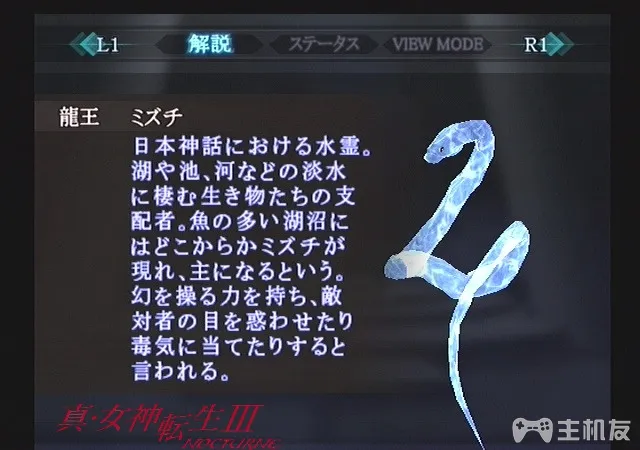 L1 解説 ステータス VIEW MODE R1
龍王 ミズチ
日本神話における水霊。
湖や池、河などの淡水
に棲む生き物たちの支
配者。魚の多い湖沼に
はどこからかミズチが
現れ、主になるという。
幻を操る力を持ち、敵
対者の目を惑わせたり
毒気に当てたりすると
言われる。
真・女神転生III
NOCTURNE
主机友